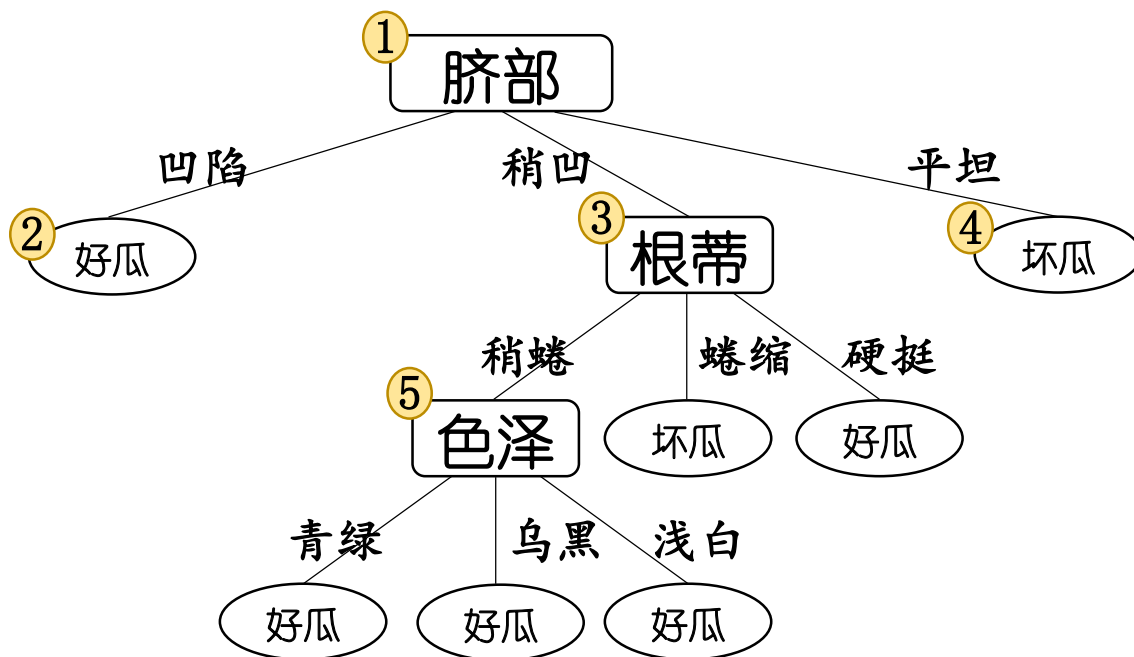 1
脐部
凹陷
稍凹
平坦
2
好瓜
3
根蒂
4
坏瓜
稍蜷
蜷缩
硬挺
5
色泽
坏瓜
好瓜
青绿
乌黑
浅白
好瓜
好瓜
好瓜